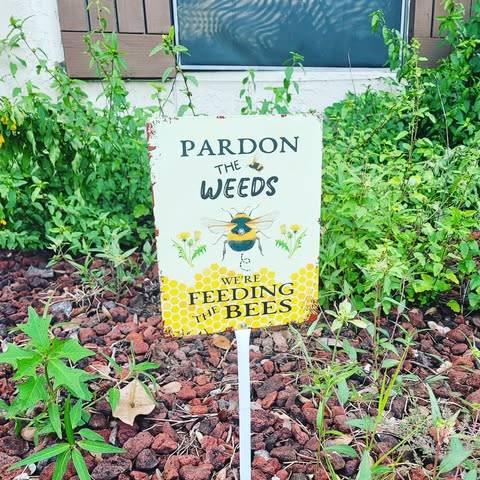 PARDON
THE
WEEDS
WE'RE
FEEDING
THE BEES